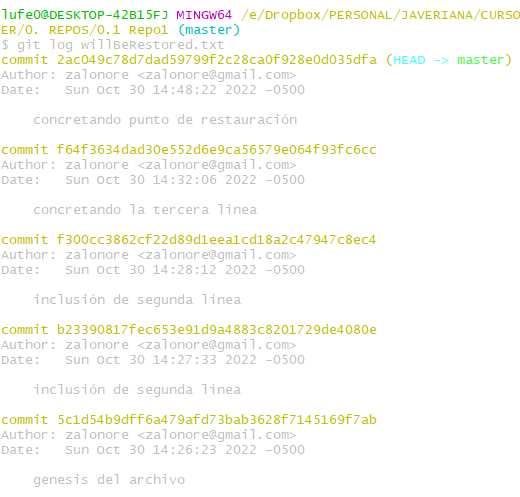 lufe0@DESKTOP-42B15FJ MINGW64 /e/Dropbox/PERSONAL/JAVERIANA/CURSO
ER/0. REPOS/0.1 Repo1 (master)
$ git log willBeRestored.txt
commit 2ac049c78d7dad59799f2c28ca0f928e0d035dfa (HEAD -> master)
Author: zalonore <zalonore@gmail.com>
Date:   Sun Oct 30 14:48:22 2022 -0500
    concretando punto de restauración
commit f64f3634dad30e552d6e9ca56579e064f93fc6cc
Author: zalonore <zalonore@gmail.com>
Date:   Sun Oct 30 14:32:06 2022 -0500
    concretando la tercera linea
commit f300cc3862cf22d89d1eea1cd18a2c47947c8ec4
Author: zalonore <zalonore@gmail.com>
Date:   Sun Oct 30 14:28:12 2022 -0500
    inclusión de segunda linea
commit b23390817fec653e91d9a4883c8201729de4080e
Author: zalonore <zalonore@gmail.com>
Date:   Sun Oct 30 14:27:33 2022 -0500
    inclusión de segunda linea
commit 5c1d54b9dff6a479afd73bab3628f7145169f7ab
Author: zalonore <zalonore@gmail.com>
Date:   Sun Oct 30 14:26:23 2022 -0500
    genesis del archivo